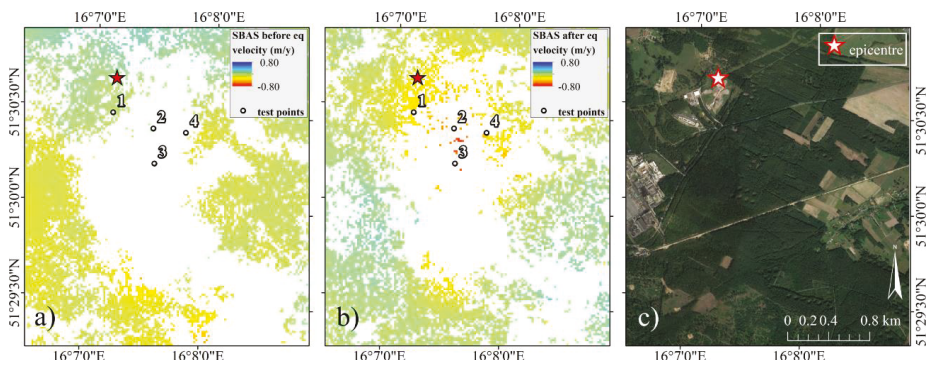 16°7'0"E
16°8'0"E
16°7'0"E
16°8'0"E
16°7'0"E
16°8'0"E
SBAS before eq
velocity (m/y)
0.80
-0.80
test points
SBAS after eq
velocity (m/y)
0.80
-0.80
test points
epicentre
51°30'30"N
51°30'0"N
51°29'30"N
51°30'30"N
51°30'0"N
51°29'30"N
1
2
4
3
1
2
4
3
a)
b)
c)
N
0 0.2 0.4 0.8 km
16°7'0"E
16°8'0"E
16°7'0"E
16°8'0"E
16°7'0"E
16°8'0"E